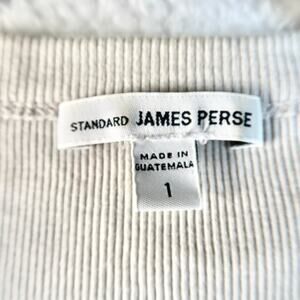 STANDARD JAMES PERSE
MADE IN
GUATEMALA
1